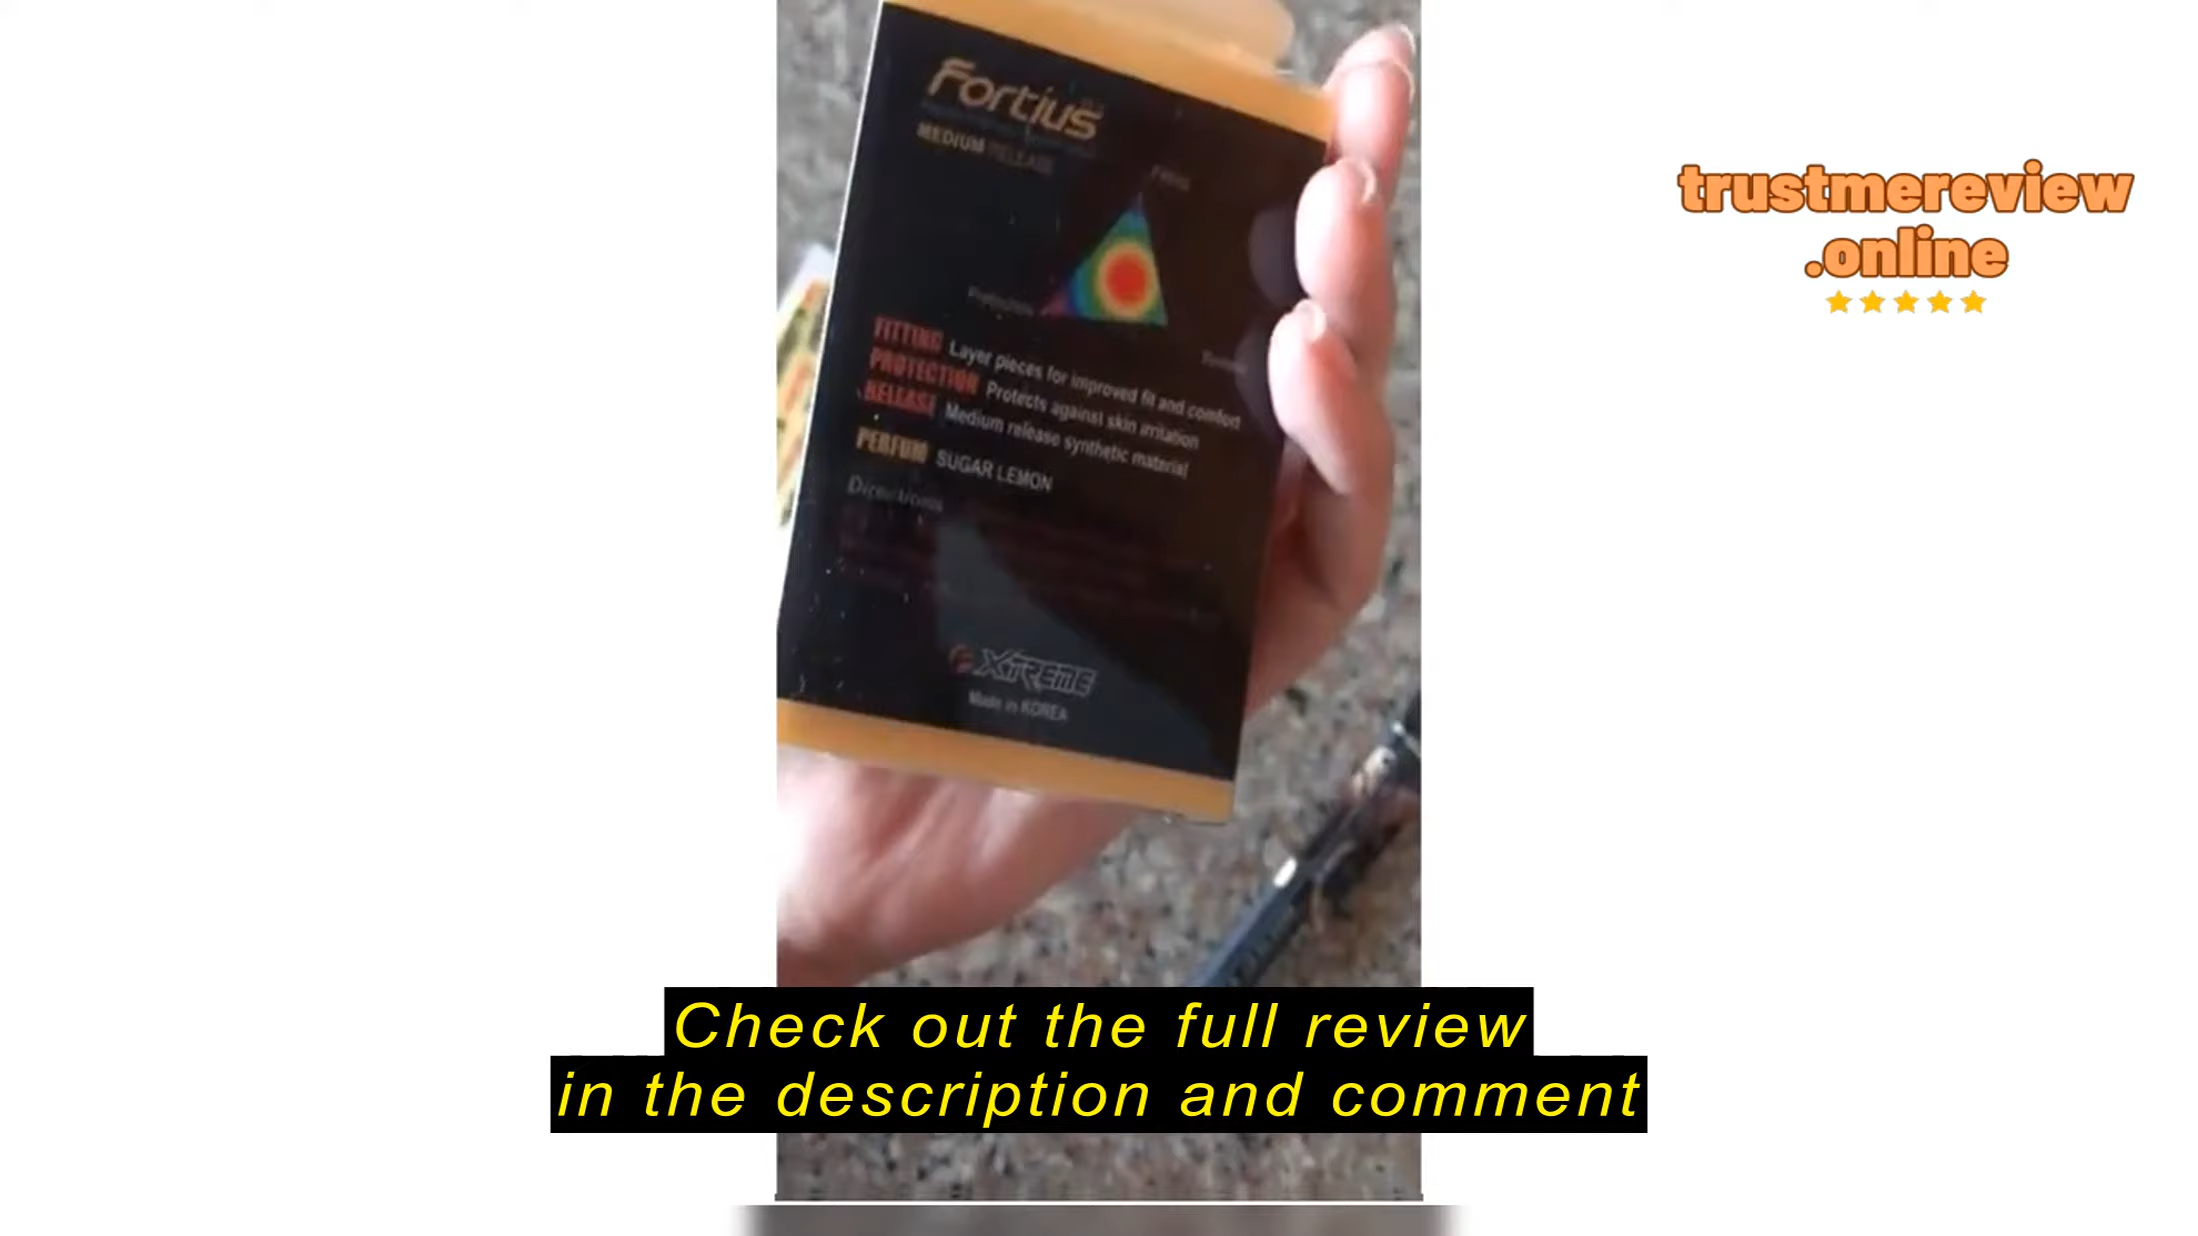 Fortius
MEDIUM RELEASE
trustmereview
.online
FITTING Layer pieces for improved fit and comfort
PROTECTION Protects against skin irritation
RELEASE Medium release synthetic material
PERFUM SUGAR LEMON
Directions
XTREME
Made in KOREA
Check out the full review
in the description and comment